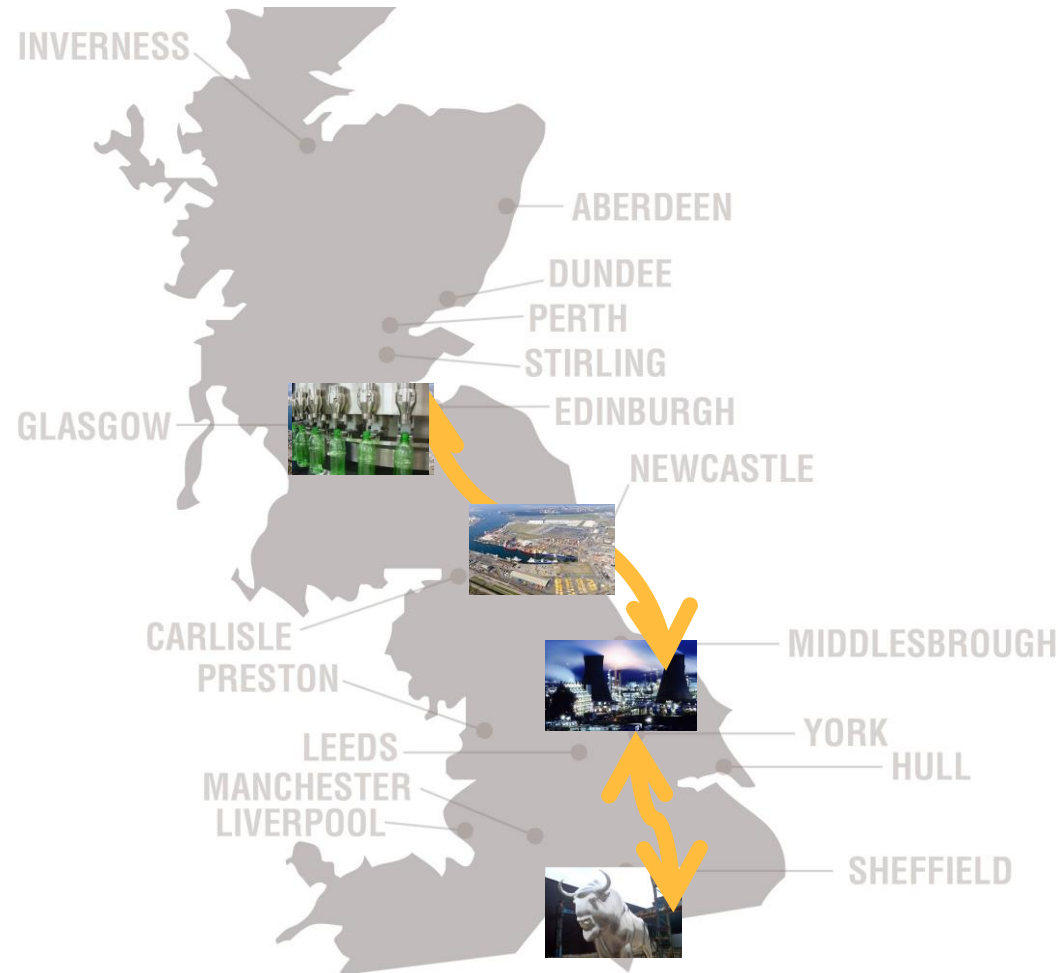 INVERNESS
ABERDEEN
DUNDEE
PERTH
STIRLING
EDINBURGH
GLASGOW
NEWCASTLE
CARLISLE
MIDDLESBROUGH
PRESTON
YORK
LEEDS
HULL
MANCHESTER
LIVERPOOL
SHEFFIELD